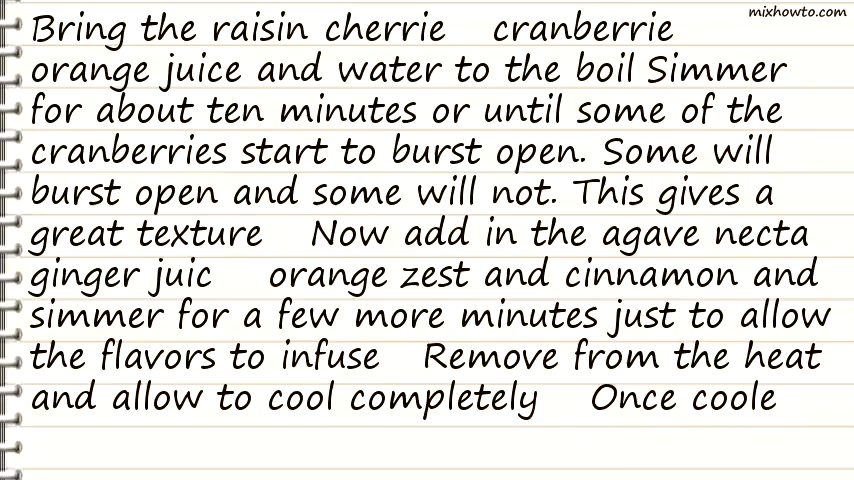 mixhowto.com
Bring the raisin cherrie cranberrie
orange juice and water to the boil Simmer
for about ten minutes or until some of the
cranberries start to burst open. Some will
burst open and some will not. This gives a
great texture Now add in the agave necta
ginger juic orange zest and cinnamon and
simmer for a few more minutes just to allow
the flavors to infuse Remove from the heat
and allow to cool completely Once coole